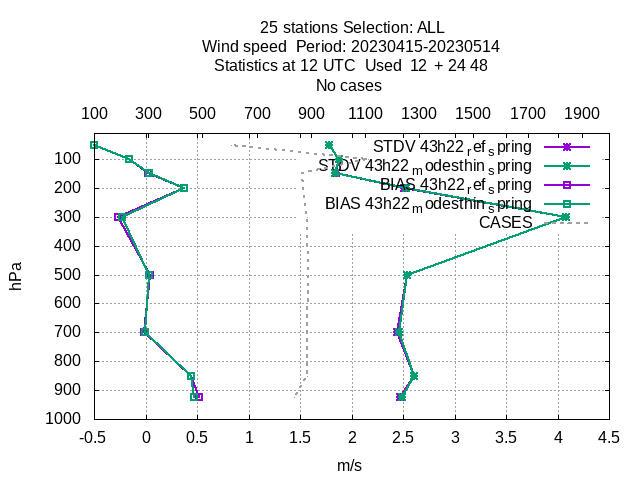 25 stations Selection: ALL
Wind speed  Period: 20230415-20230514
Statistics at 12 UTC  Used  12  + 24 48
No cases
100 300 500 700 900 1100 1300 1500 1700 1900
STDV 43h22_ref_spring
STDV 43h22_modesthin_spring
BIAS 43h22_ref_spring
BIAS 43h22_modesthin_spring
CASES
100
200
300
400
500
600
700
800
900
1000
hPa
-0.5 0 0.5 1 1.5 2 2.5 3 3.5 4 4.5
m/s